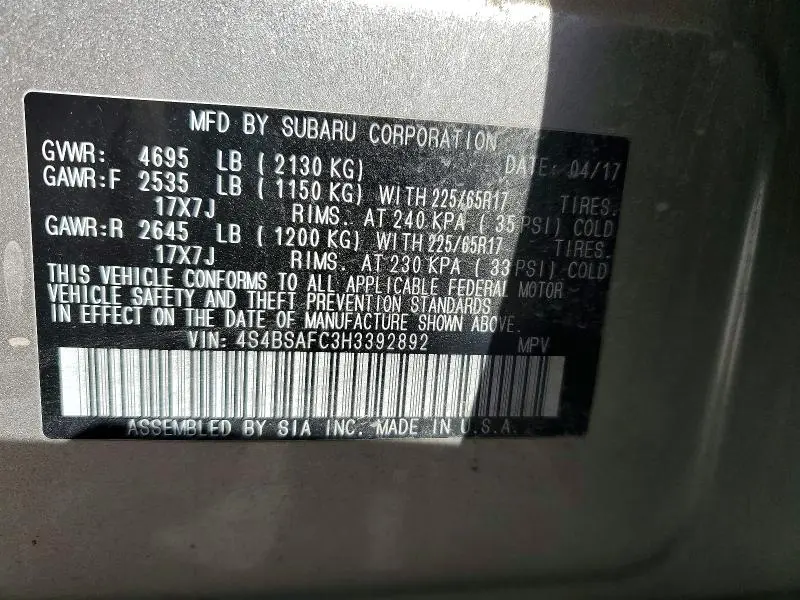 MFD BY SUBARU CORPORATION
GVWR: 4695 LB (2130 KG) DATE: 04/17
GAWR:F 2535 LB (1150 KG) WITH 225/65R17 TIRES.
17X7J RIMS.. AT 240 KPA (35 PSI) COLD
GAWR:R 2645 LB (1200 KG) WITH 225/65R17 TIRES.
17X7J RIMS. AT 230 KPA (33 PSI) COLD
THIS VEHICLE CONFORMS TO ALL APPLICABLE FEDERAL MOTOR
VEHICLE SAFETY AND THEFT PREVENTION STANDARDS
IN EFFECT ON THE DATE OF MANUFACTURE SHOWN ABOVE.
VIN: 4S4BSAFC3H3392892 MPV
ASSEMBLED BY SIA INC. MADE IN U.S.A.